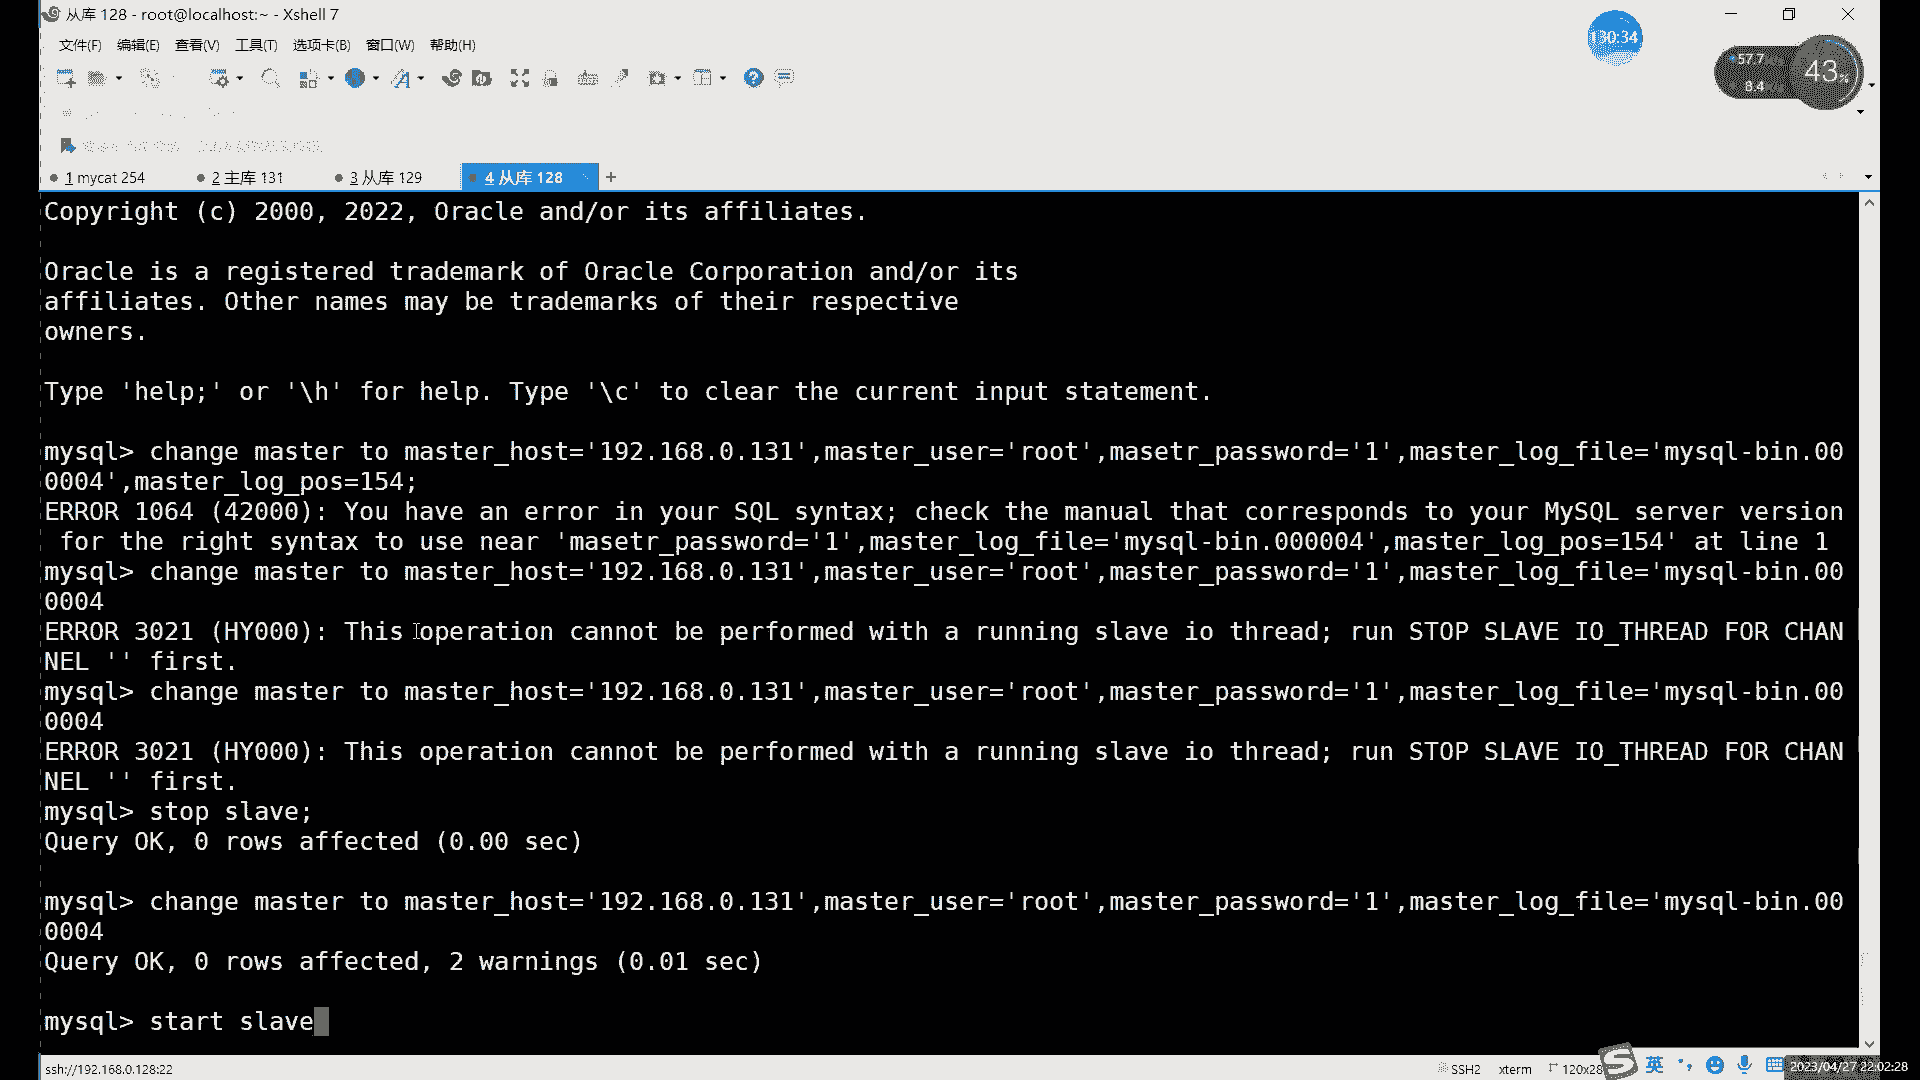 从库 128 - root@localhost:~ - Xshell 7
文件(F) 编辑(E) 查看(V) 工具(T) 选项卡(B) 窗口(W) 帮助(H)
30:34
57.7
8.4
43%
1 mycat 254 2 主库 131 3 从库 129 4 从库 128 +
Copyright (c) 2000, 2022, Oracle and/or its affiliates.
Oracle is a registered trademark of Oracle Corporation and/or its
affiliates. Other names may be trademarks of their respective
owners.
Type 'help;' or '\h' for help. Type '\c' to clear the current input statement.
mysql> change master to master_host='192.168.0.131',master_user='root',masetr_password='1',master_log_file='mysql-bin.00
0004',master_log_pos=154;
ERROR 1064 (42000): You have an error in your SQL syntax; check the manual that corresponds to your MySQL server version
for the right syntax to use near 'masetr_password='1',master_log_file='mysql-bin.000004',master_log_pos=154' at line 1
mysql> change master to master_host='192.168.0.131',master_user='root',master_password='1',master_log_file='mysql-bin.00
0004
ERROR 3021 (HY000): This operation cannot be performed with a running slave io thread; run STOP SLAVE IO_THREAD FOR CHAN
NEL '' first.
mysql> change master to master_host='192.168.0.131',master_user='root',master_password='1',master_log_file='mysql-bin.00
0004
ERROR 3021 (HY000): This operation cannot be performed with a running slave io thread; run STOP SLAVE IO_THREAD FOR CHAN
NEL '' first.
mysql> stop slave;
Query OK, 0 rows affected (0.00 sec)
mysql> change master to master_host='192.168.0.131',master_user='root',master_password='1',master_log_file='mysql-bin.00
0004
Query OK, 0 rows affected, 2 warnings (0.01 sec)
mysql> start slave
ssh://192.168.0.128:22 SSH2 xterm 120x28 英 2023/04/27 22:02:28